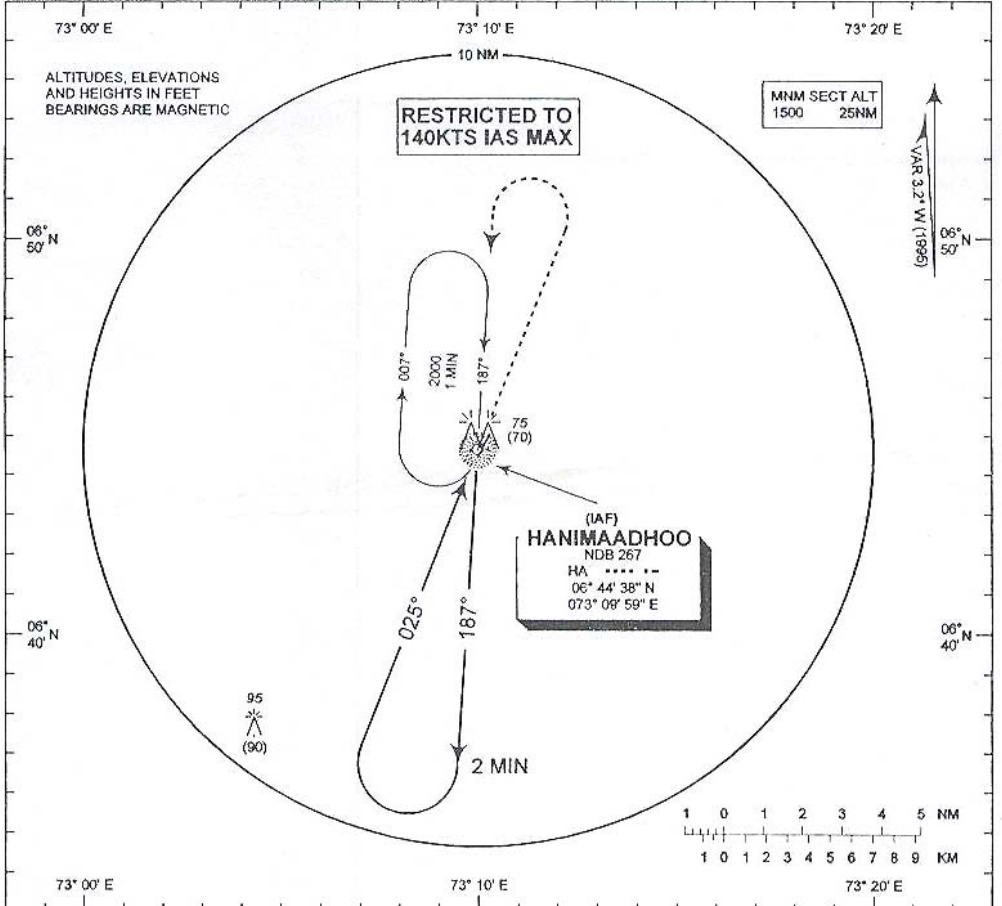 73° 00' E
73° 10' E
73° 20' E
10 NM
ALTITUDES, ELEVATIONS
AND HEIGHTS IN FEET
BEARINGS ARE MAGNETIC
RESTRICTED TO
140KTS IAS MAX
MNM SECT ALT
1500 25NM
VAR 3.2° W (1995)
06° N
50'
06° N
50'
007°
2000
1 MIN
187°
75
(70)
(IAF)
HANIMAADHOO
NDB 267
HA
06° 44' 38" N
073° 09' 59" E
025°
187°
06° N
40'
06° N
40'
95
(90)
2 MIN
1 0 1 2 3 4 5 NM
1 0 1 2 3 4 5 6 7 8 9 KM
73° 00' E
73° 10' E
73° 20' E